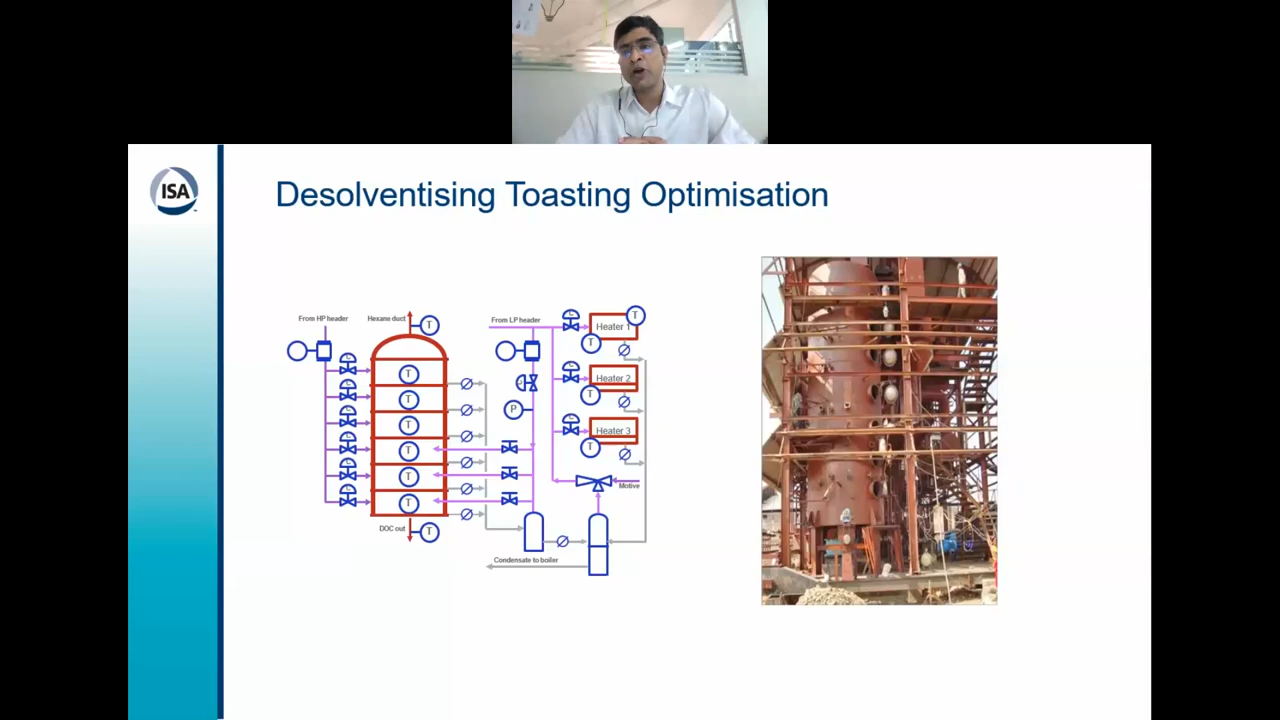 ISA
Desolventising Toasting Optimisation
From HP header
Hexane duct
T
From LP header
Heater 1
T
T
T
T
Heater 2
T
T
P
T
Heater 3
T
T
T
T
Motive
DOC out
T
Condensate to boiler